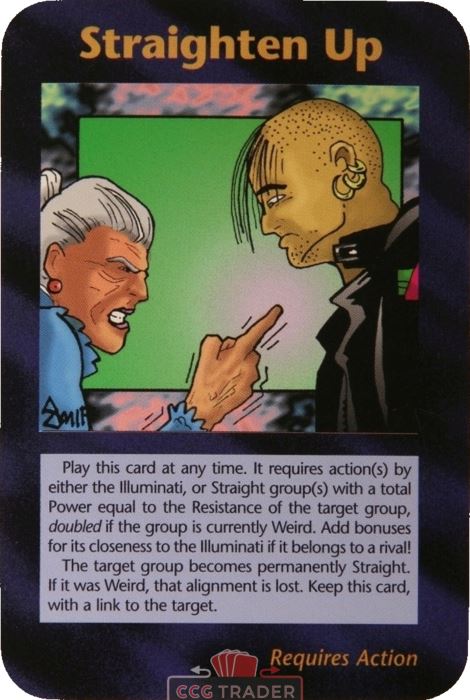 Straighten Up
Play this card at any time. It requires action(s) by
either the Illuminati, or Straight group(s) with a total
Power equal to the Resistance of the target group,
doubled if the group is currently Weird. Add bonuses
for its closeness to the Illuminati if it belongs to a rival!
The target group becomes permanently Straight.
If it was Weird, that alignment is lost. Keep this card,
with a link to the target.
Requires Action
CCG TRADER